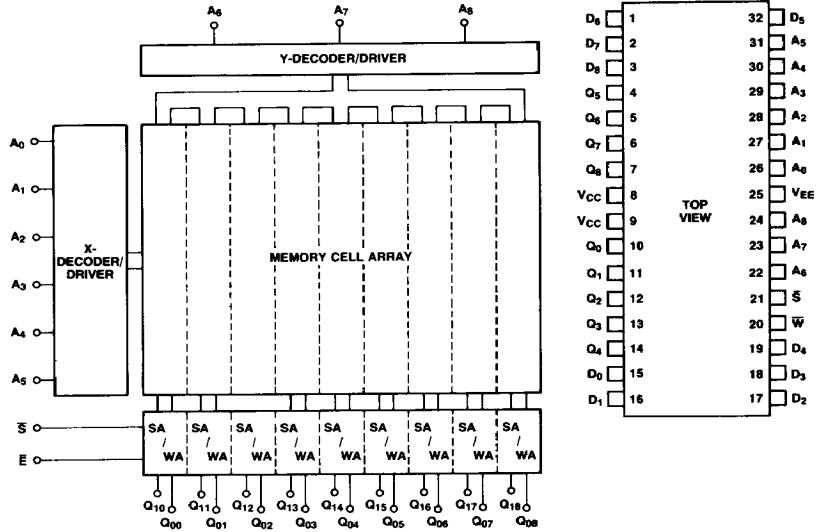 A6 A7 A8
Y-DECODER/DRIVER
A0
A1
A2
A3
A4
A5
X-
DECODER/
DRIVER
MEMORY CELL ARRAY
S̅
E̅
SA SA SA SA SA SA SA SA SA
/ / / / / / / / /
WA WA WA WA WA WA WA WA WA
Q10 Q11 Q12 Q13 Q14 Q15 Q16 Q17 Q18
Q00 Q01 Q02 Q03 Q04 Q05 Q06 Q07 Q08
D6 1 32 D5
D7 2 31 A5
D8 3 30 A4
Q5 4 29 A3
Q6 5 28 A2
Q7 6 27 A1
Q8 7 26 A0
VCC 8 25 VEE
TOP
VIEW
VCC 9 24 A8
Q0 10 23 A7
Q1 11 22 A6
Q2 12 21 S̅
Q3 13 20 W̅
Q4 14 19 D4
D0 15 18 D3
D1 16 17 D2